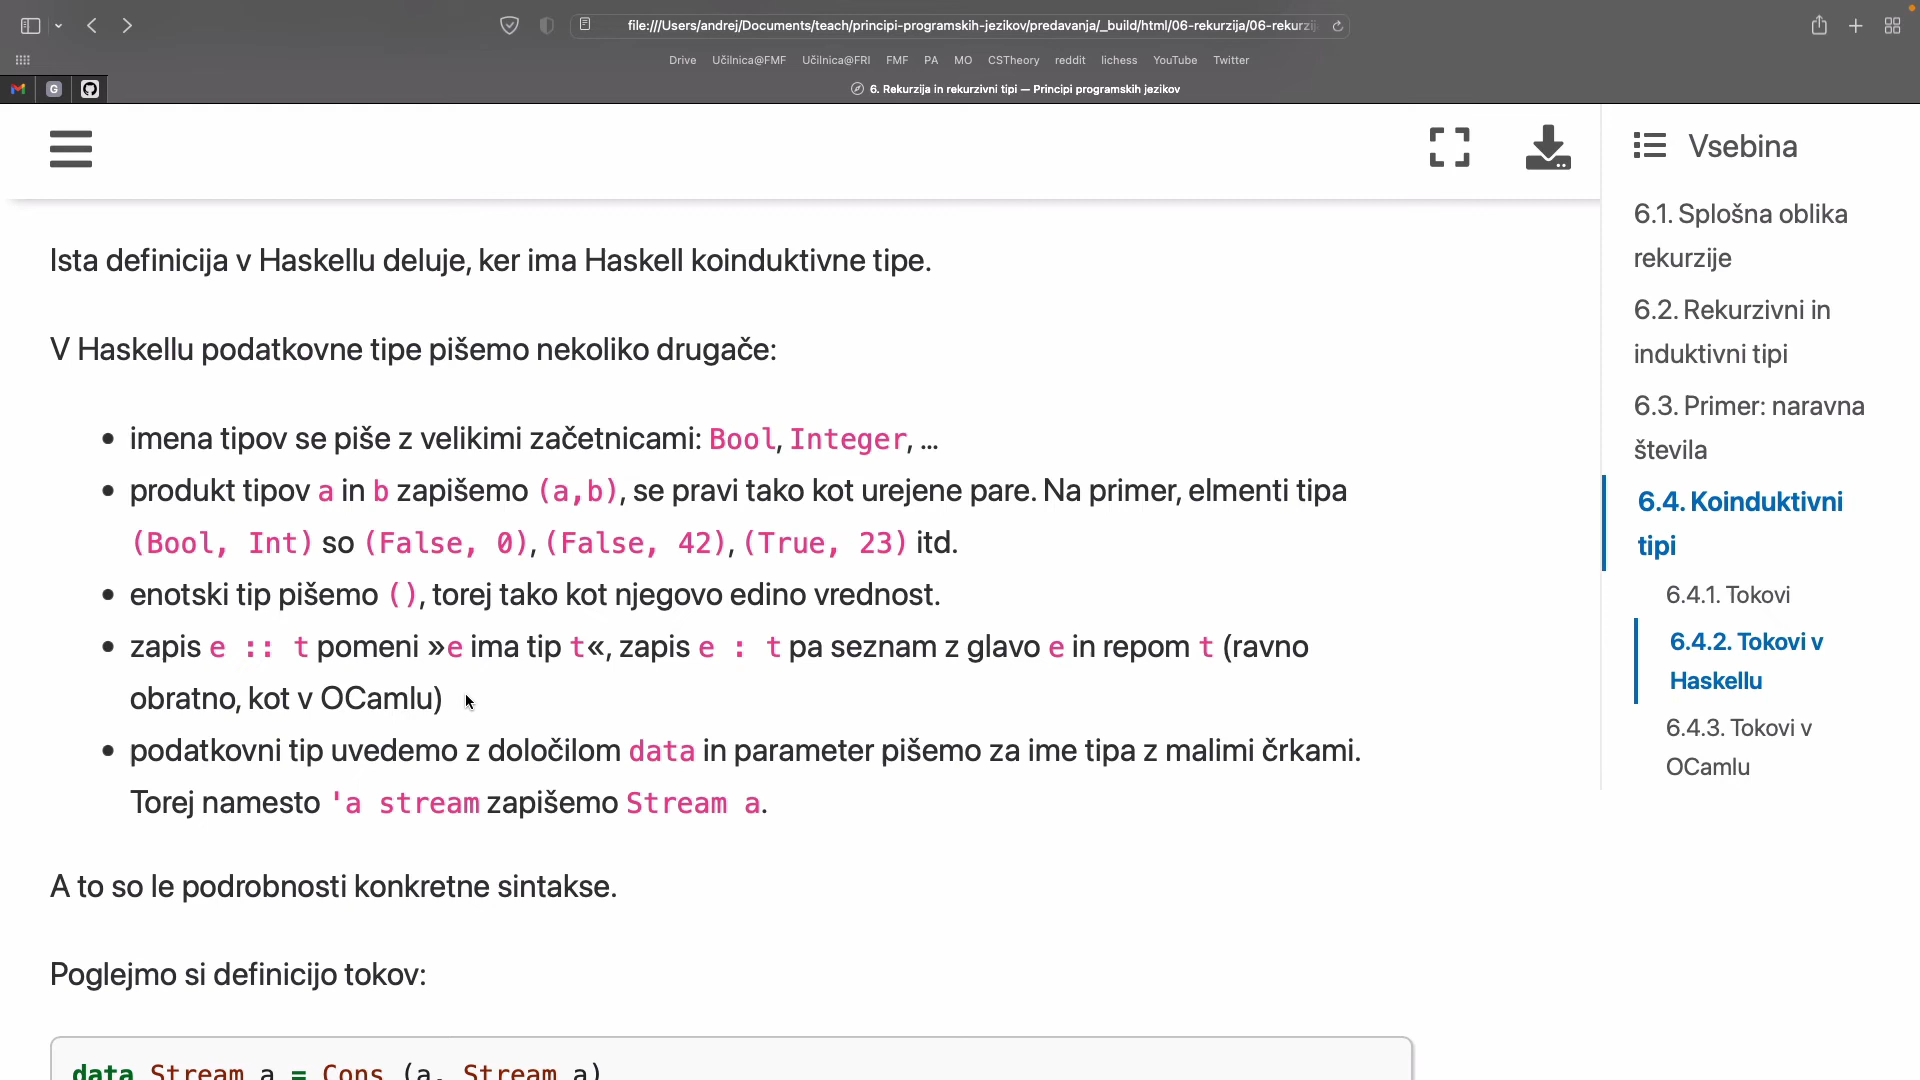 file:///Users/andrej/Documents/teach/principi-programskih-jezikov/predavanja/_build/html/06-rekurzija/06-rekurzij
Drive Učilnica@FMF Učilnica@FRI FMF PA MO CSTheory reddit lichess YouTube Twitter
G
6. Rekurzija in rekurzivni tipi — Principi programskih jezikov
Ista definicija v Haskellu deluje, ker ima Haskell koinduktivne tipe.
V Haskellu podatkovne tipe pišemo nekoliko drugače:
• imena tipov se piše z velikimi začetnicami: Bool, Integer, …
• produkt tipov a in b zapišemo (a,b), se pravi tako kot urejene pare. Na primer, elmenti tipa
(Bool, Int) so (False, 0), (False, 42), (True, 23) itd.
• enotski tip pišemo (), torej tako kot njegovo edino vrednost.
• zapis e :: t pomeni »e ima tip t«, zapis e : t pa seznam z glavo e in repom t (ravno
obratno, kot v OCamlu)
• podatkovni tip uvedemo z določilom data in parameter pišemo za ime tipa z malimi črkami.
Torej namesto 'a stream zapišemo Stream a.
A to so le podrobnosti konkretne sintakse.
Poglejmo si definicijo tokov:
data Stream a = Cons (a, Stream a)
Vsebina
6.1. Splošna oblika
rekurzije
6.2. Rekurzivni in
induktivni tipi
6.3. Primer: naravna
števila
6.4. Koinduktivni
tipi
6.4.1. Tokovi
6.4.2. Tokovi v
Haskellu
6.4.3. Tokovi v
OCamlu